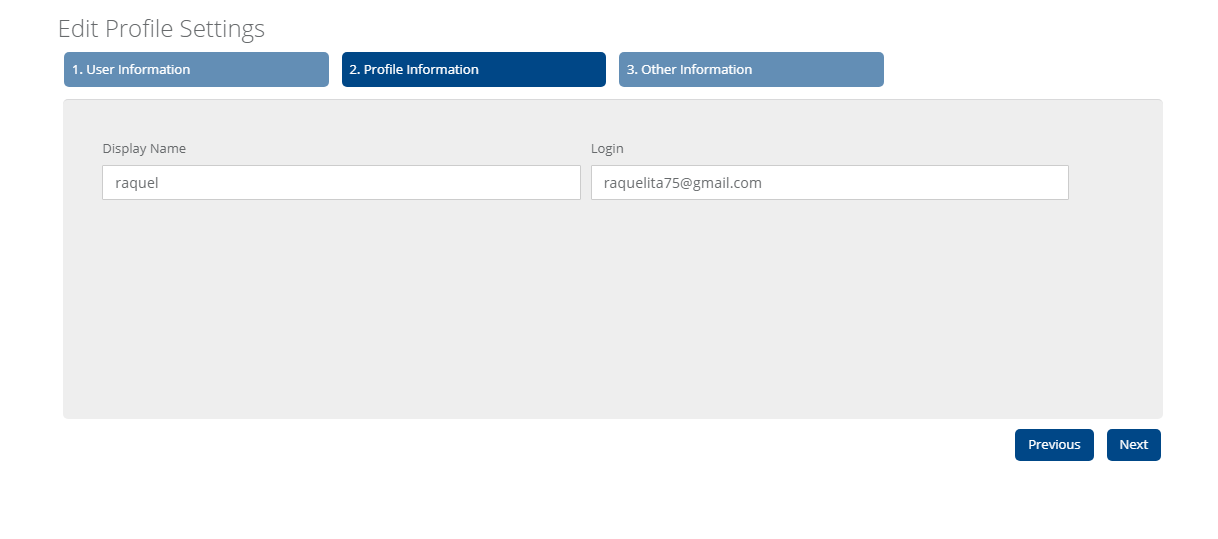 Edit Profile Settings
1. User Information 2. Profile Information 3. Other Information
Display Name Login
raquel raquelita75@gmail.com
Previous Next